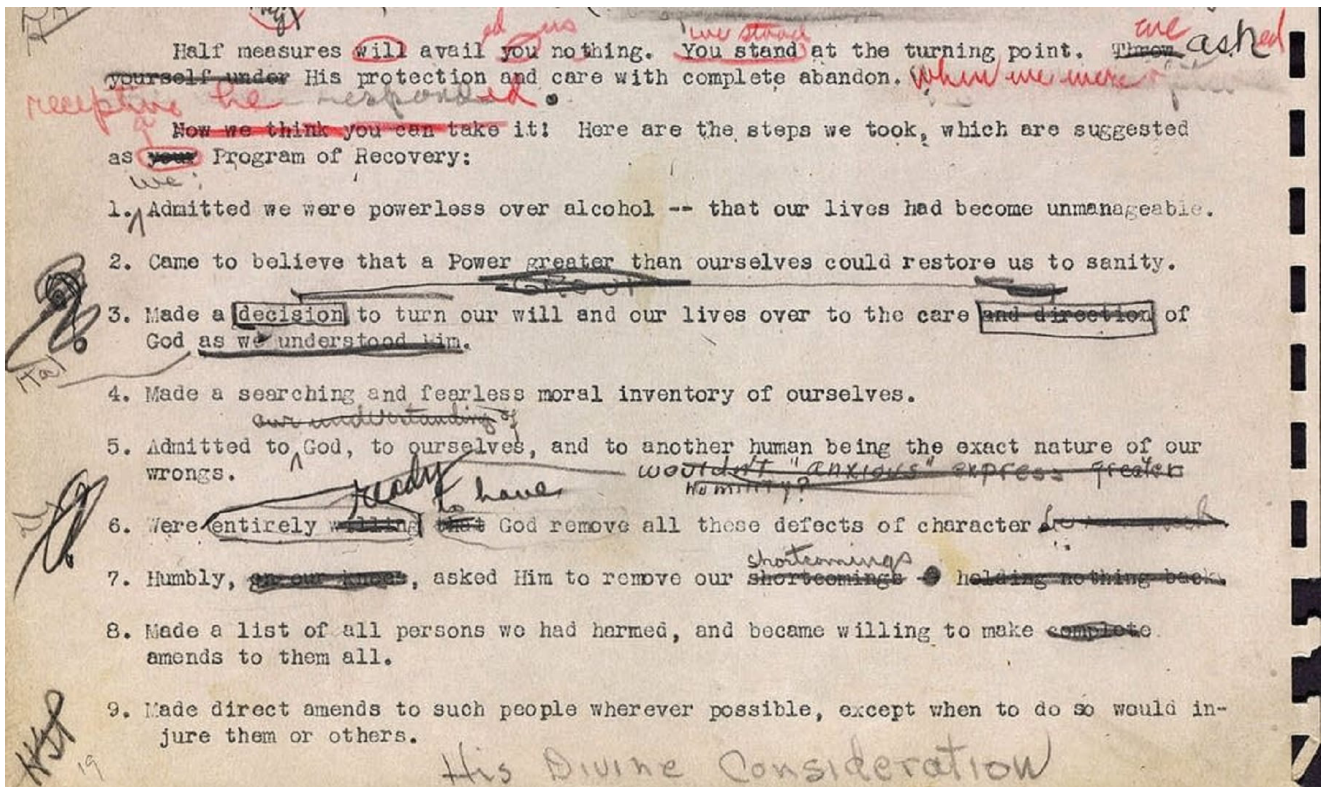 ed us we stood we
Half measures will avail you nothing. You stand at the turning point. Throw asked
yourself under His protection and care with complete abandon. When we were
receptive he responded.
Now we think you can take it! Here are the steps we took, which are suggested
as your a Program of Recovery:
we
1. Admitted we were powerless over alcohol -- that our lives had become unmanageable.
2. Came to believe that a Power greater than ourselves could restore us to sanity.
3. Made a decision to turn our will and our lives over to the care and direction of
God as we understood him.
Hal
4. Made a searching and fearless moral inventory of ourselves.
our understanding of
5. Admitted to God, to ourselves, and to another human being the exact nature of our
wrongs.
wouldn't "anxious" express greater
humility?
ready to have
6. Were entirely willing that God remove all these defects of character
shortcomings
7. Humbly, on our knees, asked Him to remove our shortcomings holding nothing back.
8. Made a list of all persons we had harmed, and became willing to make complete
amends to them all.
9. Made direct amends to such people wherever possible, except when to do so would in-
jure them or others.
19
His Divine Consideration